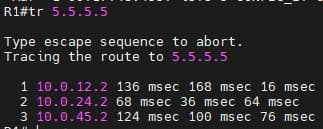 R1#tr 5.5.5.5
Type escape sequence to abort.
Tracing the route to 5.5.5.5
1 10.0.12.2 136 msec 168 msec 16 msec
2 10.0.24.2 68 msec 36 msec 64 msec
3 10.0.45.2 124 msec 100 msec 76 msec